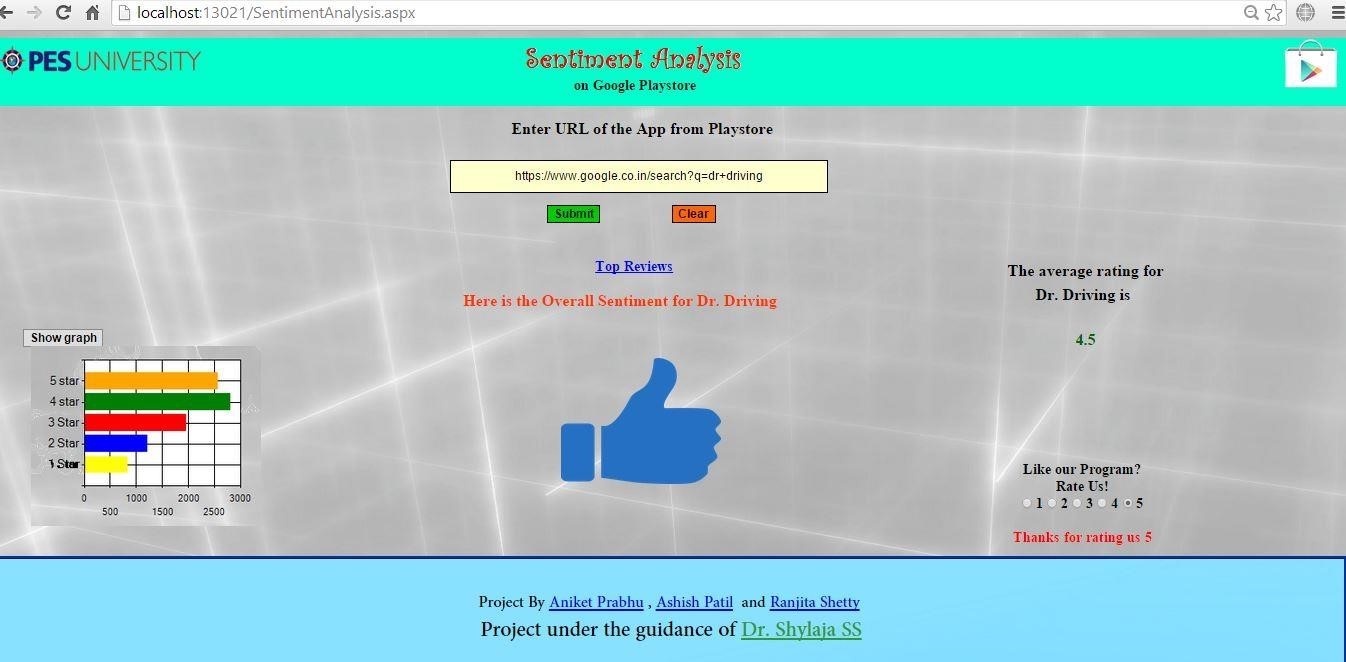 localhost:13021/SentimentAnalysis.aspx
PES UNIVERSITY
Sentiment Analysis
on Google Playstore
Enter URL of the App from Playstore
https://www.google.co.in/search?q=dr+driving
Submit Clear
Top Reviews
Here is the Overall Sentiment for Dr. Driving
The average rating for
Dr. Driving is
4.5
Show graph
5 star
4 star
3 Star
2 Star
1 Star
0 1000 2000 3000
500 1500 2500
Like our Program?
Rate Us!
1 2 3 4 5
Thanks for rating us 5
Project By Aniket Prabhu , Ashish Patil and Ranjita Shetty
Project under the guidance of Dr. Shylaja SS